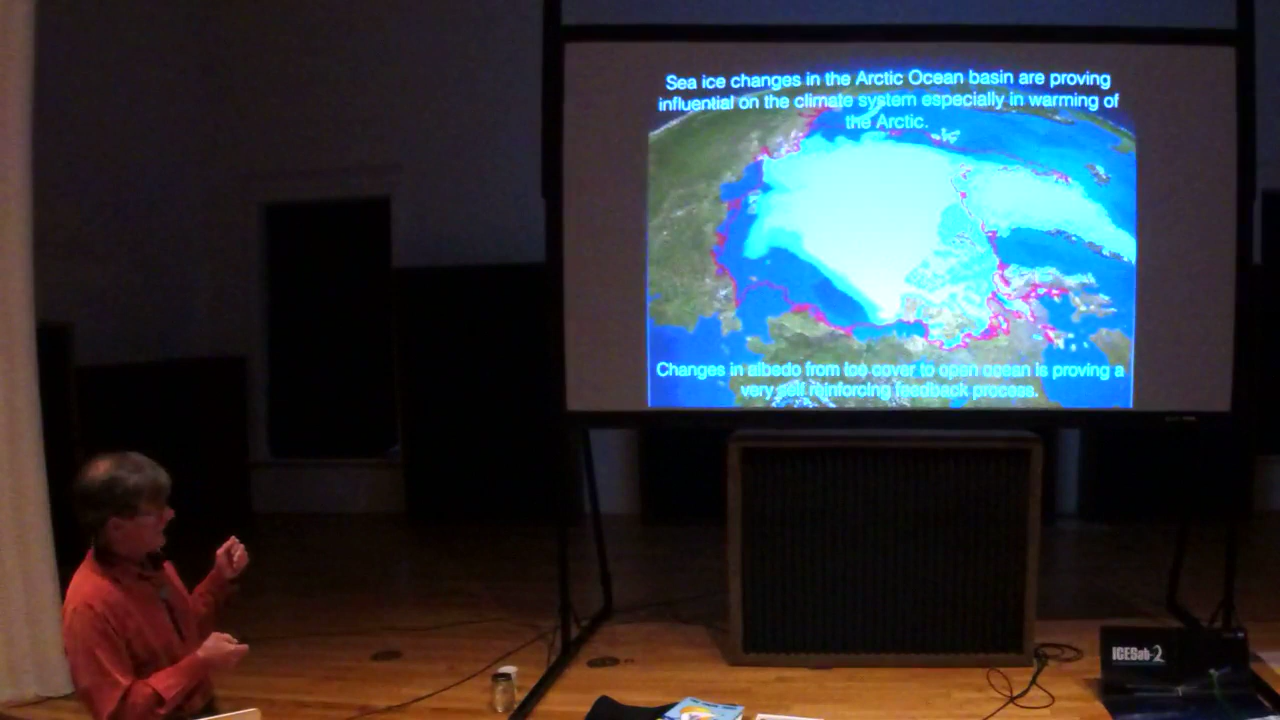 Sea ice changes in the Arctic Ocean basin are proving
influential on the climate system especially in warming of
the Arctic.
Changes in albedo from ice cover to open ocean is proving a
very self reinforcing feedback process.
ICESat-2